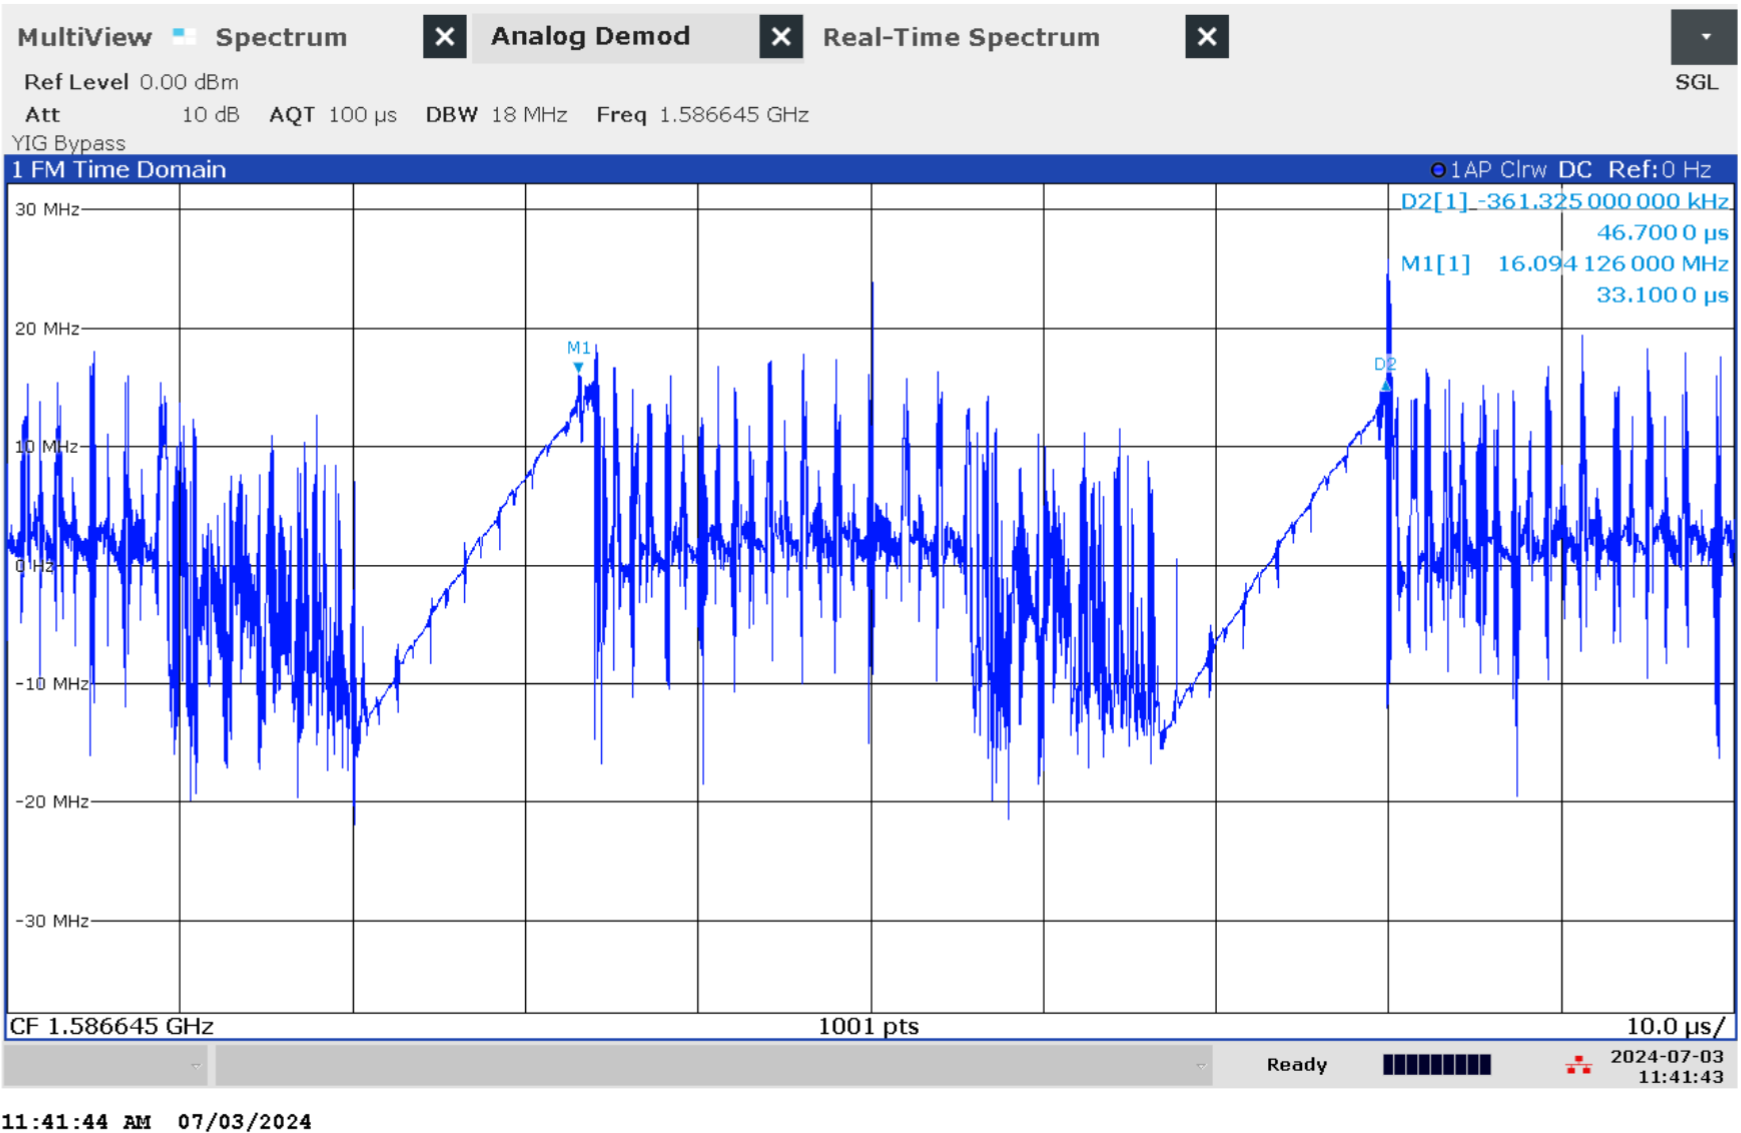 MultiView Spectrum Analog Demod Real-Time Spectrum
Ref Level 0.00 dBm SGL
Att 10 dB AQT 100 µs DBW 18 MHz Freq 1.586645 GHz
YIG Bypass
1 FM Time Domain 1AP Clrw DC Ref:0 Hz
30 MHz D2[1] -361.325 000 000 kHz
46.700 0 µs
M1[1] 16.094 126 000 MHz
33.100 0 µs
20 MHz
M1
D2
10 MHz
0 Hz
-10 MHz
-20 MHz
-30 MHz
CF 1.586645 GHz 1001 pts 10.0 µs/
Ready 2024-07-03
11:41:43
11:41:44 AM 07/03/2024